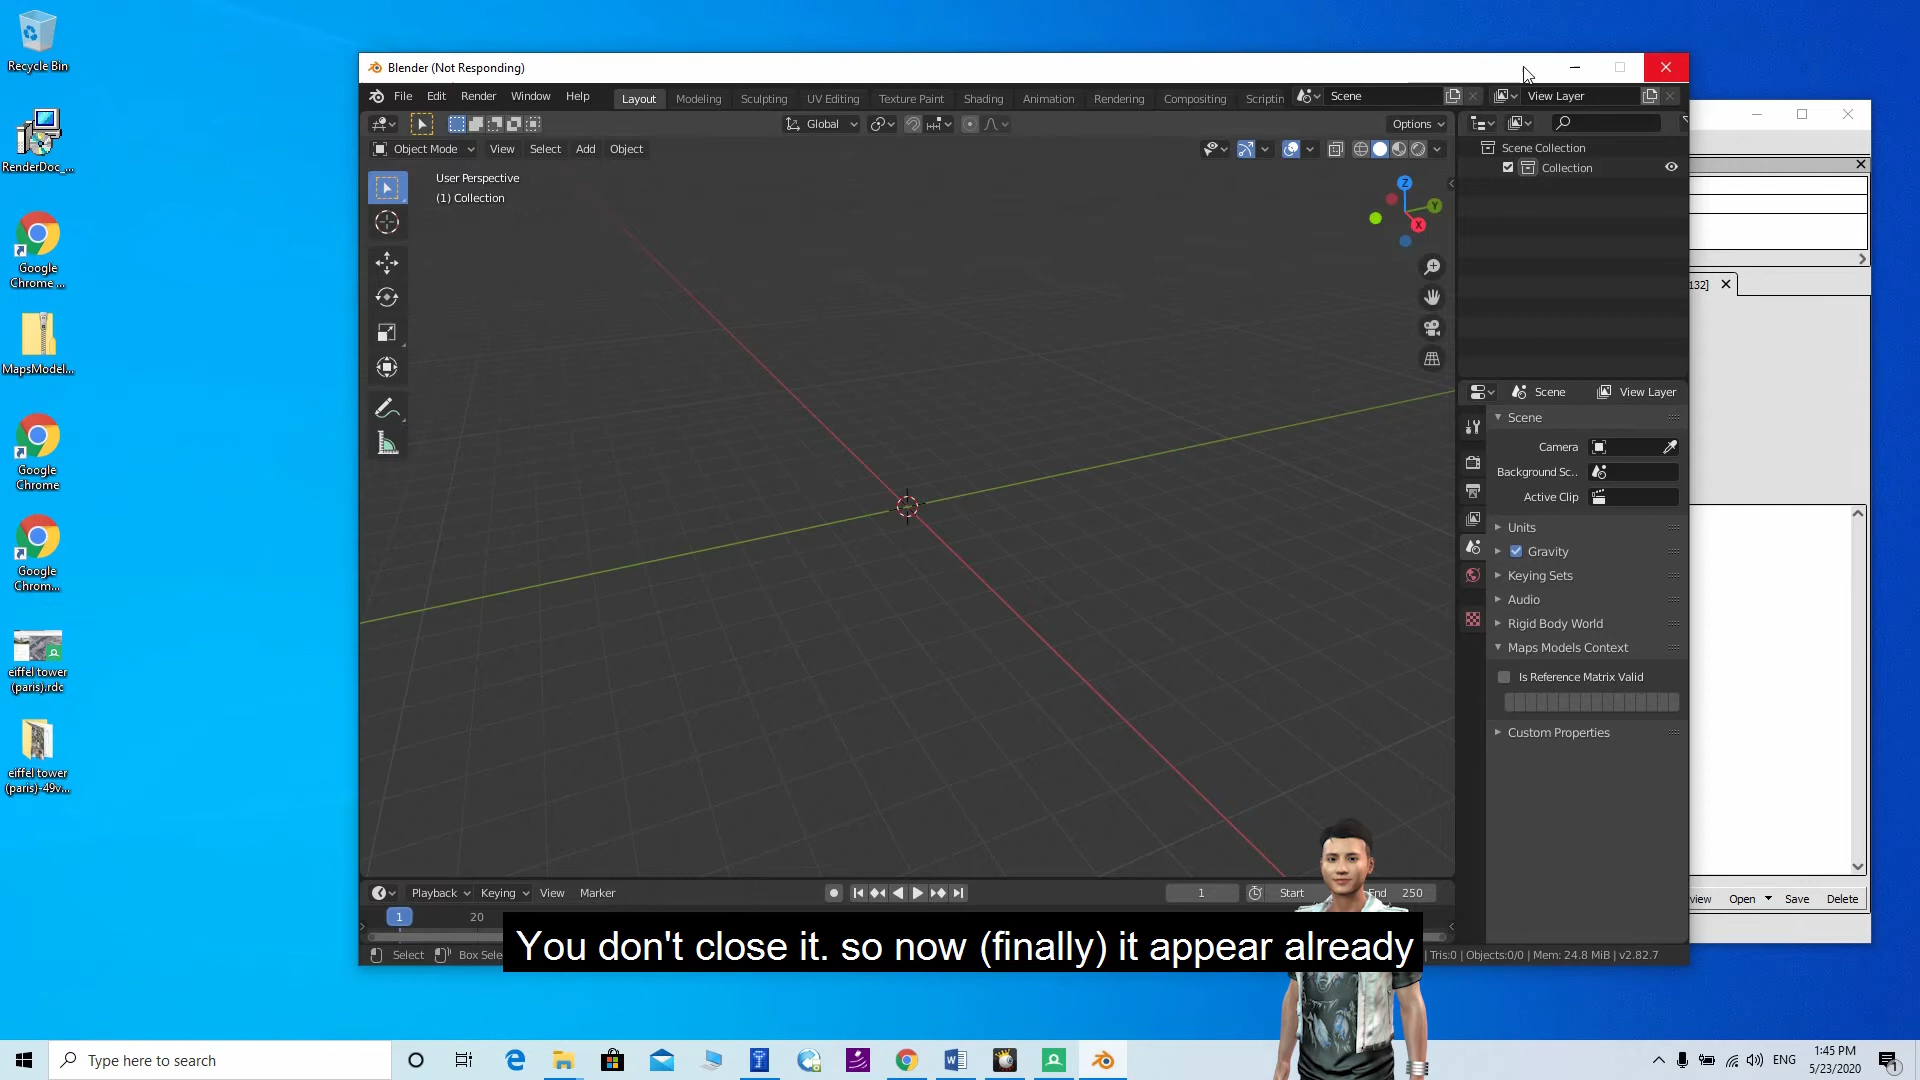 Recycle Bin
RenderDoc_...
Google
Chrome ...
MapsModel...
Google
Chrome
Google
Chrom...
eiffel tower
(paris).rdc
eiffel tower
(paris)-49v...
Blender (Not Responding)
File Edit Render Window Help Layout Modeling Sculpting UV Editing Texture Paint Shading Animation Rendering Compositing Scriptin Scene View Layer
Global Options
Object Mode View Select Add Object
User Perspective
(1) Collection
Z
Y
X
Scene Collection
Collection
Scene View Layer
Scene
Camera
Background Sc..
Active Clip
Units
Gravity
Keying Sets
Audio
Rigid Body World
Maps Models Context
Is Reference Matrix Valid
Custom Properties
132]
view Open Save Delete
Playback Keying View Marker 1 Start End 250
1 20
Select Box Sele
Tris:0 | Objects:0/0 | Mem: 24.8 MiB | v2.82.7
You don't close it. so now (finally) it appear already
Type here to search
ENG
1:45 PM
5/23/2020
1